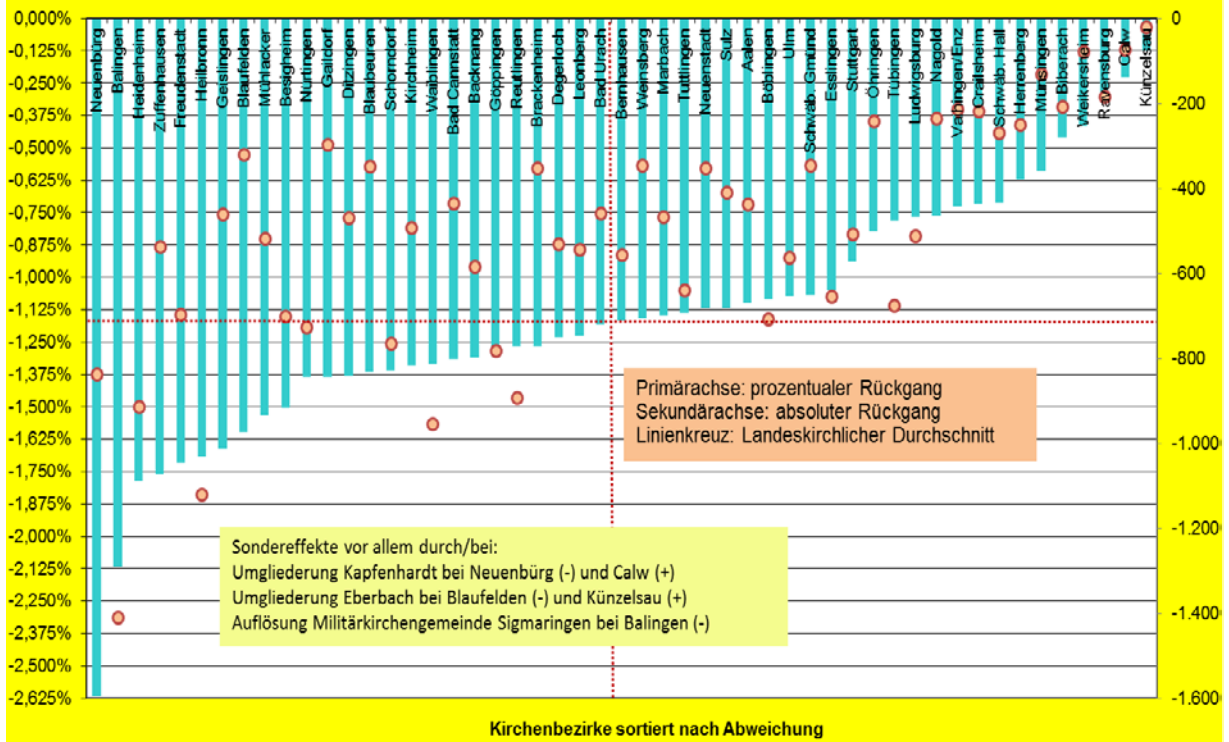 0,000%
-0,125%
-0,250%
-0,375%
-0,500%
-0,625%
-0,750%
-0,875%
-1,000%
-1,125%
-1,250%
-1,375%
-1,500%
-1,625%
-1,750%
-1,875%
-2,000%
-2,125%
-2,250%
-2,375%
-2,500%
-2,625%
Neuenbürg
Balingen
Heidenheim
Zuffenhausen
Freudenstadt
Heilbronn
Geislingen
Blaufelden
Mühlacker
Besigheim
Nürtingen
Gaildorf
Ditzingen
Blaubeuren
Schorndorf
Kirchheim
Waiblingen
Bad Cannstatt
Backnang
Göppingen
Reutlingen
Brackenheim
Degerloch
Leonberg
Bad Urach
Bernhausen
Weinsberg
Marbach
Tuttlingen
Neuenstadt
Sulz
Aalen
Böblingen
Ulm
Schwäb. Gmünd
Esslingen
Stuttgart
Öhringen
Tübingen
Ludwigsburg
Nagold
Vaihingen/Enz
Crailsheim
Schwäb. Hall
Herrenberg
Münsingen
Biberach
Weikersheim
Ravensburg
Calw
Künzelsau
0
-200
-400
-600
-800
-1.000
-1.200
-1.400
-1.600
Primärachse: prozentualer Rückgang
Sekundärachse: absoluter Rückgang
Linienkreuz: Landeskirchlicher Durchschnitt
Sondereffekte vor allem durch/bei:
Umgliederung Kapfenhardt bei Neuenbürg (-) und Calw (+)
Umgliederung Eberbach bei Blaufelden (-) und Künzelsau (+)
Auflösung Militärkirchengemeinde Sigmaringen bei Balingen (-)
Kirchenbezirke sortiert nach Abweichung